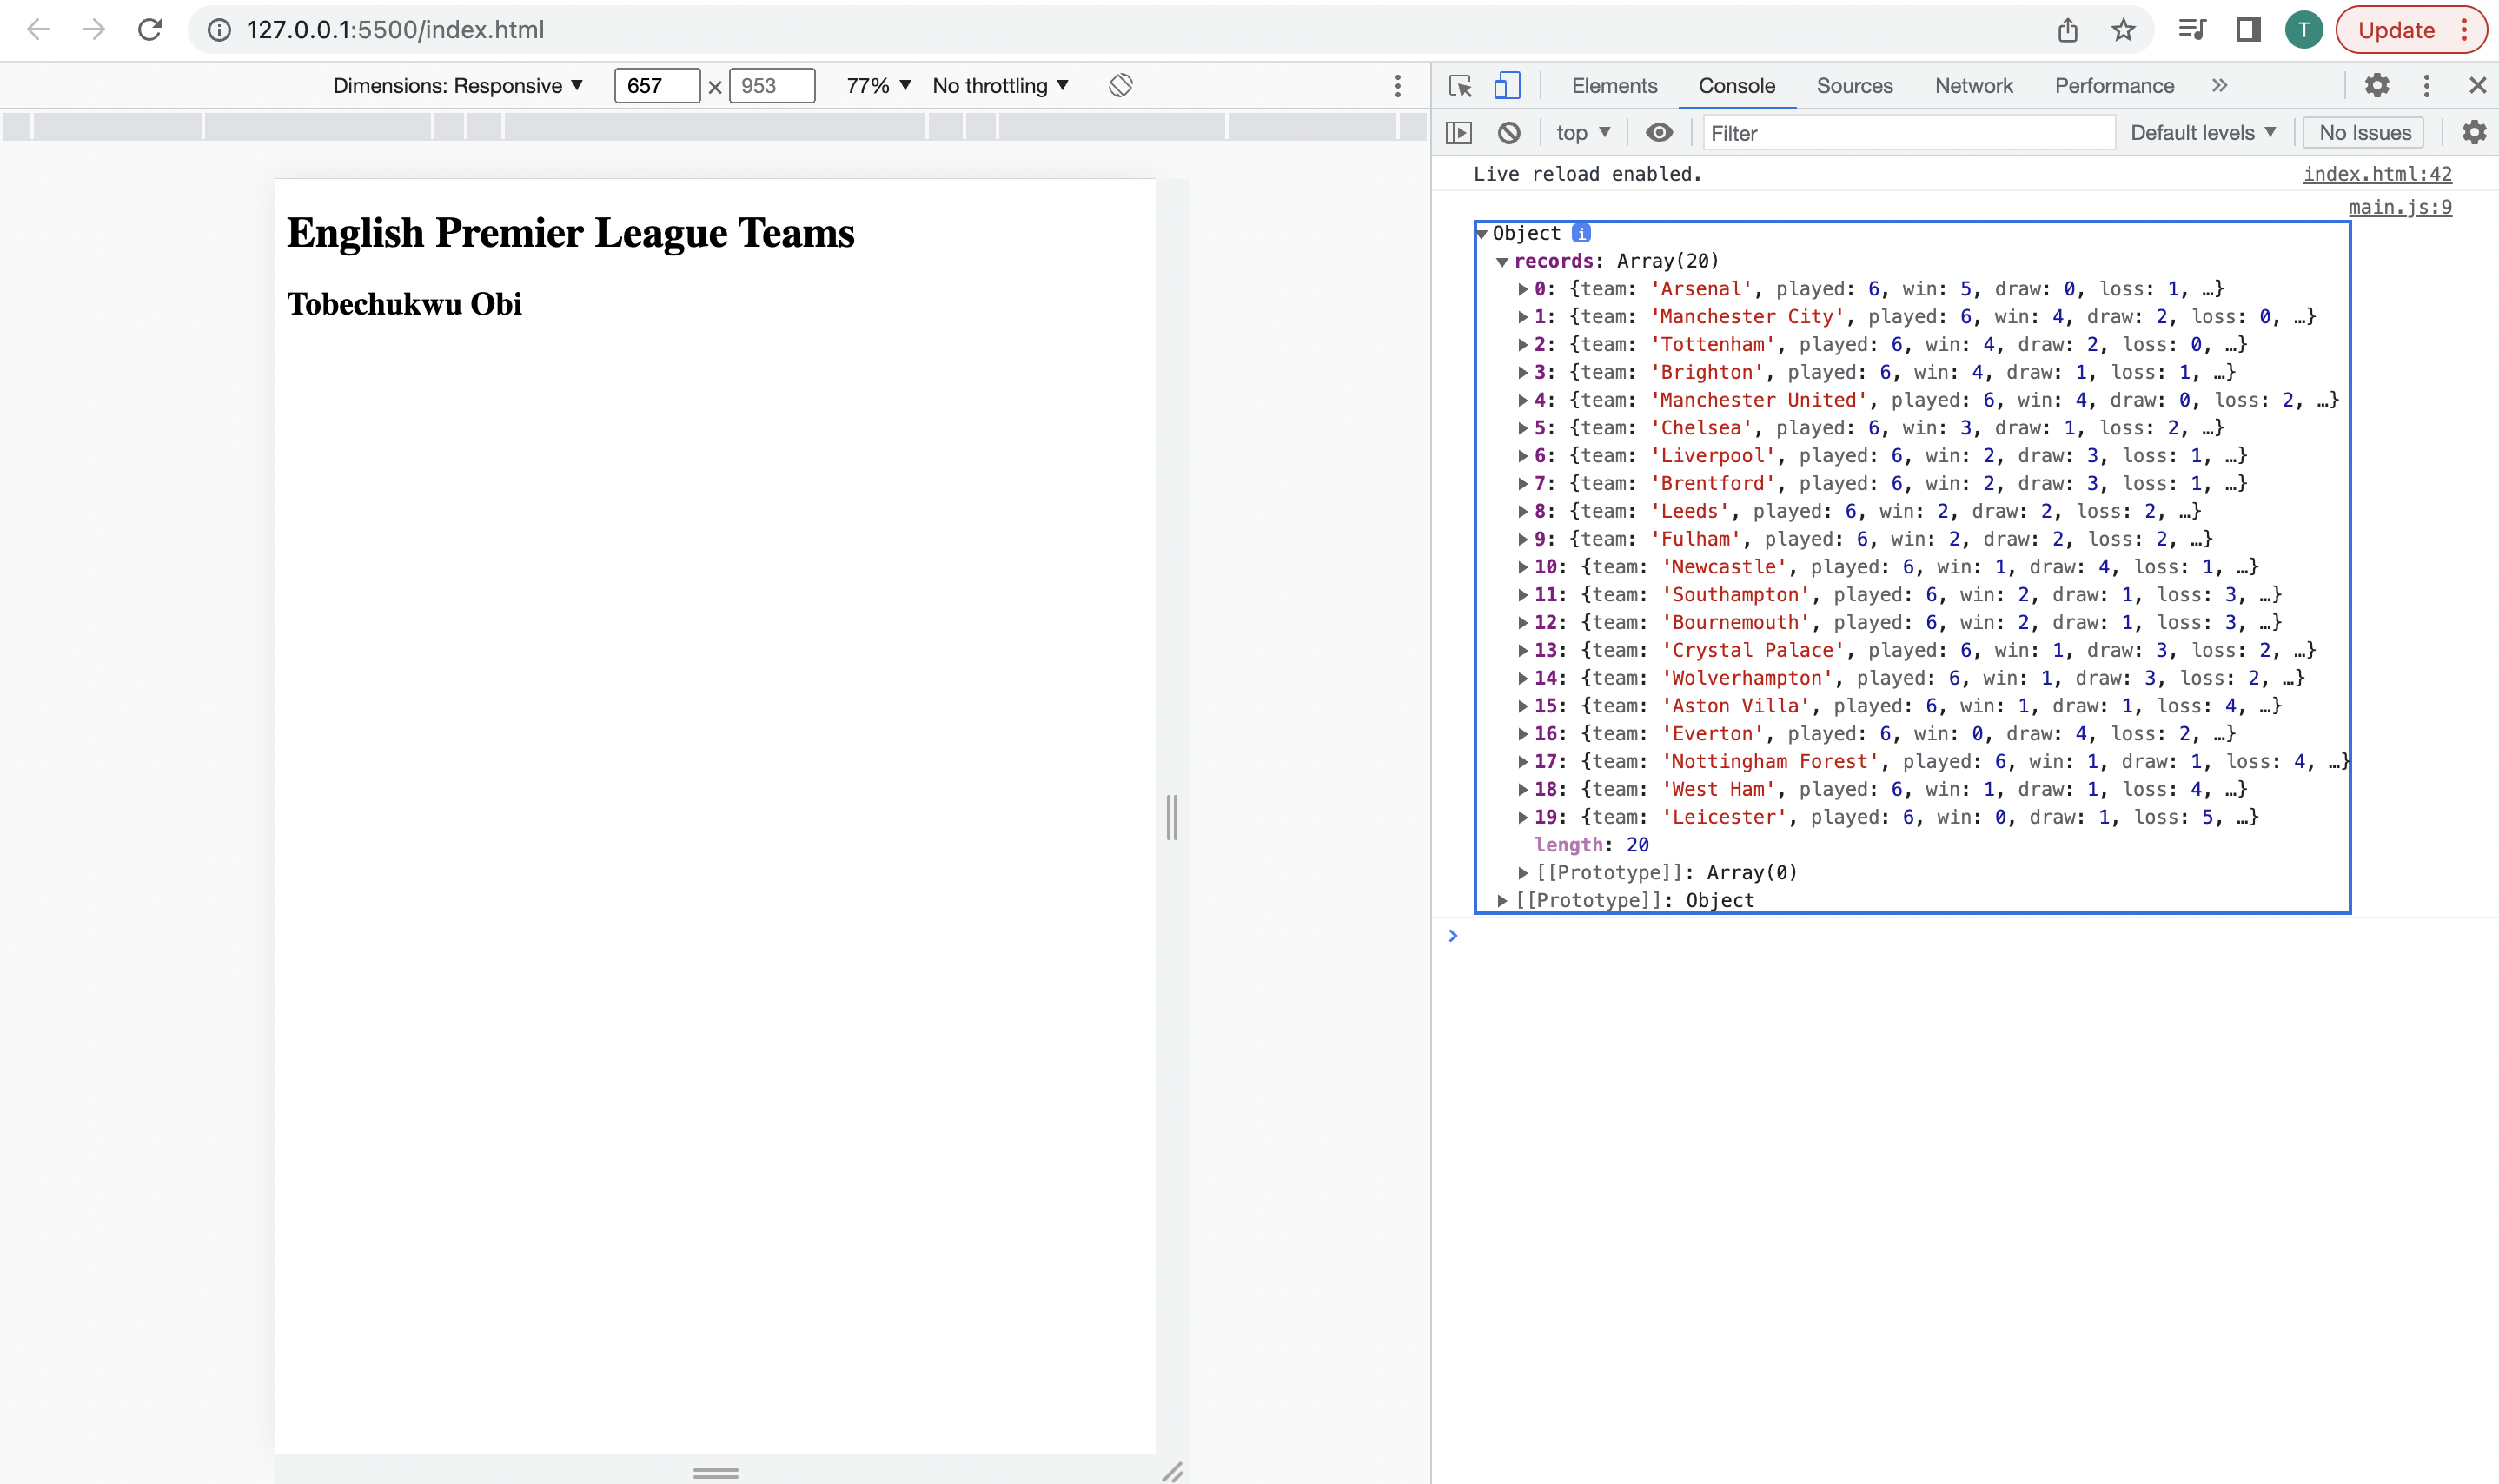 127.0.0.1:5500/index.html
T
Update
Dimensions: Responsive ▼ 657 × 953 77% ▼ No throttling ▼
Elements Console Sources Network Performance »
top ▼ Filter Default levels ▼ No Issues
English Premier League Teams
Tobechukwu Obi
Live reload enabled. index.html:42
main.js:9
▼Object i
▼records: Array(20)
▶0: {team: 'Arsenal', played: 6, win: 5, draw: 0, loss: 1, …}
▶1: {team: 'Manchester City', played: 6, win: 4, draw: 2, loss: 0, …}
▶2: {team: 'Tottenham', played: 6, win: 4, draw: 2, loss: 0, …}
▶3: {team: 'Brighton', played: 6, win: 4, draw: 1, loss: 1, …}
▶4: {team: 'Manchester United', played: 6, win: 4, draw: 0, loss: 2, …}
▶5: {team: 'Chelsea', played: 6, win: 3, draw: 1, loss: 2, …}
▶6: {team: 'Liverpool', played: 6, win: 2, draw: 3, loss: 1, …}
▶7: {team: 'Brentford', played: 6, win: 2, draw: 3, loss: 1, …}
▶8: {team: 'Leeds', played: 6, win: 2, draw: 2, loss: 2, …}
▶9: {team: 'Fulham', played: 6, win: 2, draw: 2, loss: 2, …}
▶10: {team: 'Newcastle', played: 6, win: 1, draw: 4, loss: 1, …}
▶11: {team: 'Southampton', played: 6, win: 2, draw: 1, loss: 3, …}
▶12: {team: 'Bournemouth', played: 6, win: 2, draw: 1, loss: 3, …}
▶13: {team: 'Crystal Palace', played: 6, win: 1, draw: 3, loss: 2, …}
▶14: {team: 'Wolverhampton', played: 6, win: 1, draw: 3, loss: 2, …}
▶15: {team: 'Aston Villa', played: 6, win: 1, draw: 1, loss: 4, …}
▶16: {team: 'Everton', played: 6, win: 0, draw: 4, loss: 2, …}
▶17: {team: 'Nottingham Forest', played: 6, win: 1, draw: 1, loss: 4, …}
▶18: {team: 'West Ham', played: 6, win: 1, draw: 1, loss: 4, …}
▶19: {team: 'Leicester', played: 6, win: 0, draw: 1, loss: 5, …}
length: 20
▶[[Prototype]]: Array(0)
▶[[Prototype]]: Object